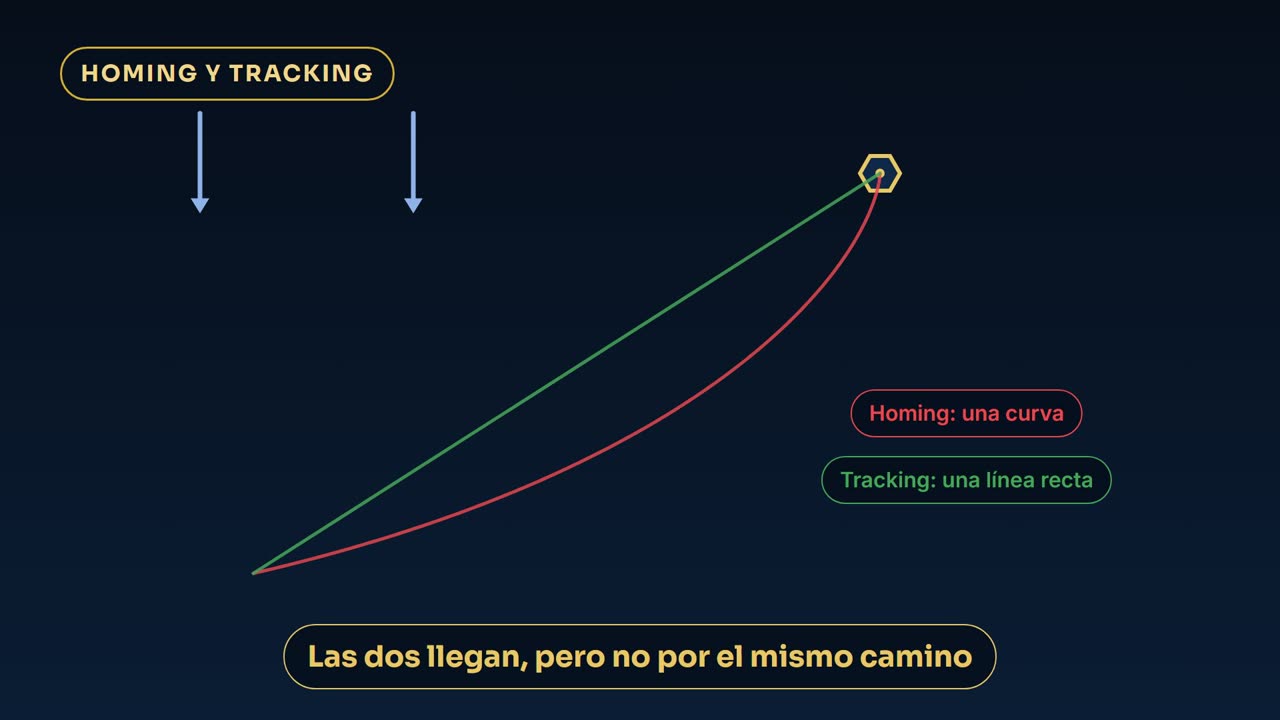 HOMING Y TRACKING
Homing: una curva
Tracking: una línea recta
Las dos llegan, pero no por el mismo camino